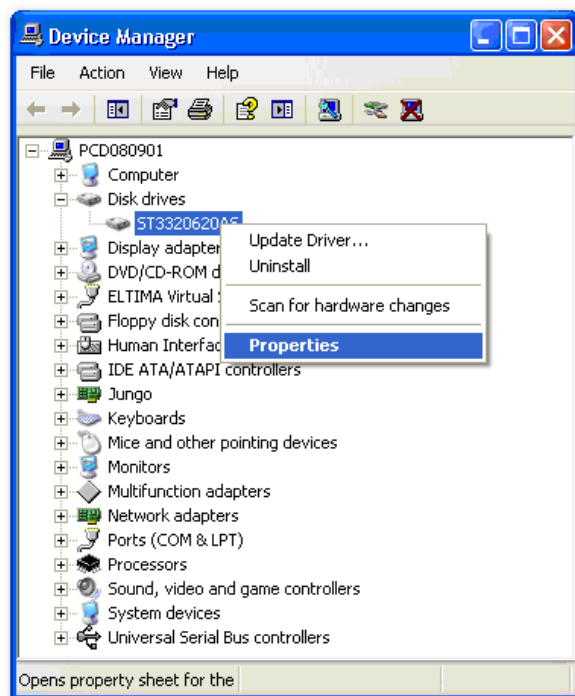 Device Manager
File Action View Help
PCD080901
Computer
Disk drives
ST3320620AS
Update Driver...
Uninstall
Scan for hardware changes
Properties
Display adapter
DVD/CD-ROM d
ELTIMA Virtual
Floppy disk con
Human Interfac
IDE ATA/ATAPI controllers
Jungo
Keyboards
Mice and other pointing devices
Monitors
Multifunction adapters
Network adapters
Ports (COM & LPT)
Processors
Sound, video and game controllers
System devices
Universal Serial Bus controllers
Opens property sheet for the